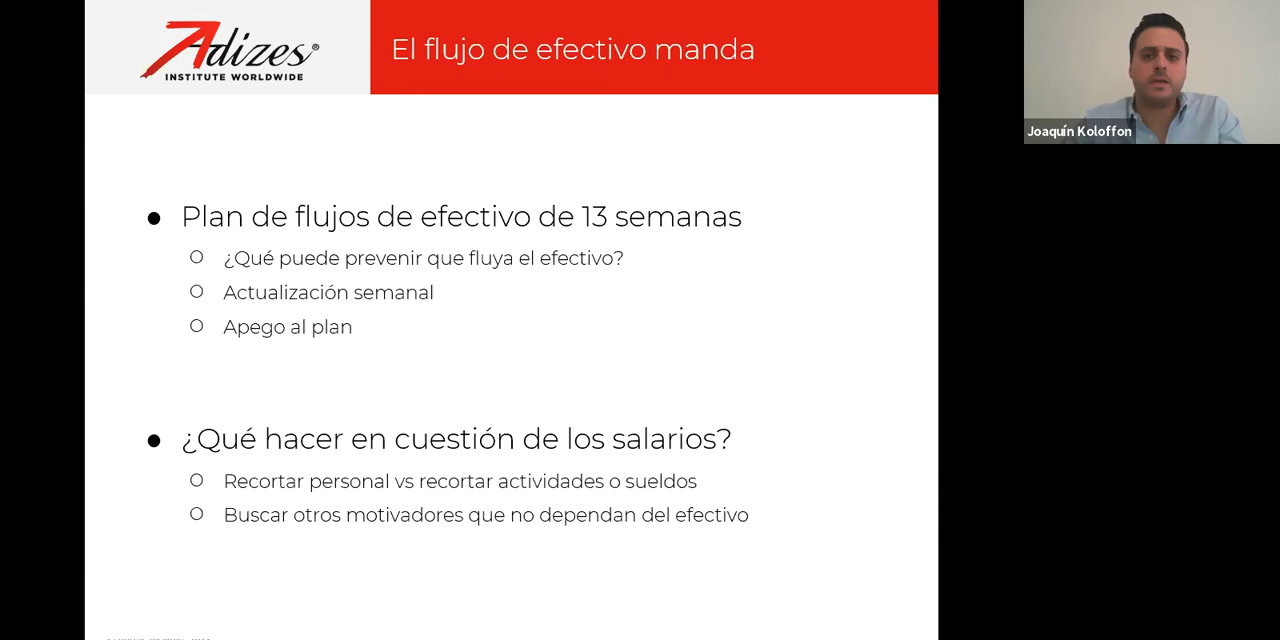 Adizes®
INSTITUTE WORLDWIDE
El flujo de efectivo manda
Joaquín Koloffon
● Plan de flujos de efectivo de 13 semanas
○ ¿Qué puede prevenir que fluya el efectivo?
○ Actualización semanal
○ Apego al plan
● ¿Qué hacer en cuestión de los salarios?
○ Recortar personal vs recortar actividades o sueldos
○ Buscar otros motivadores que no dependan del efectivo